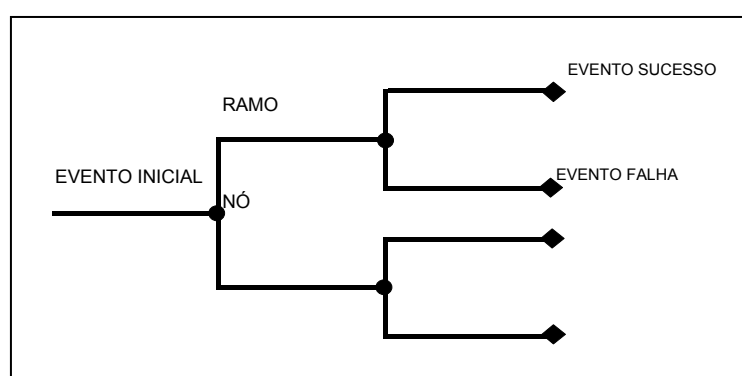 EVENTO SUCESSO
RAMO
EVENTO INICIAL
EVENTO FALHA
NÓ